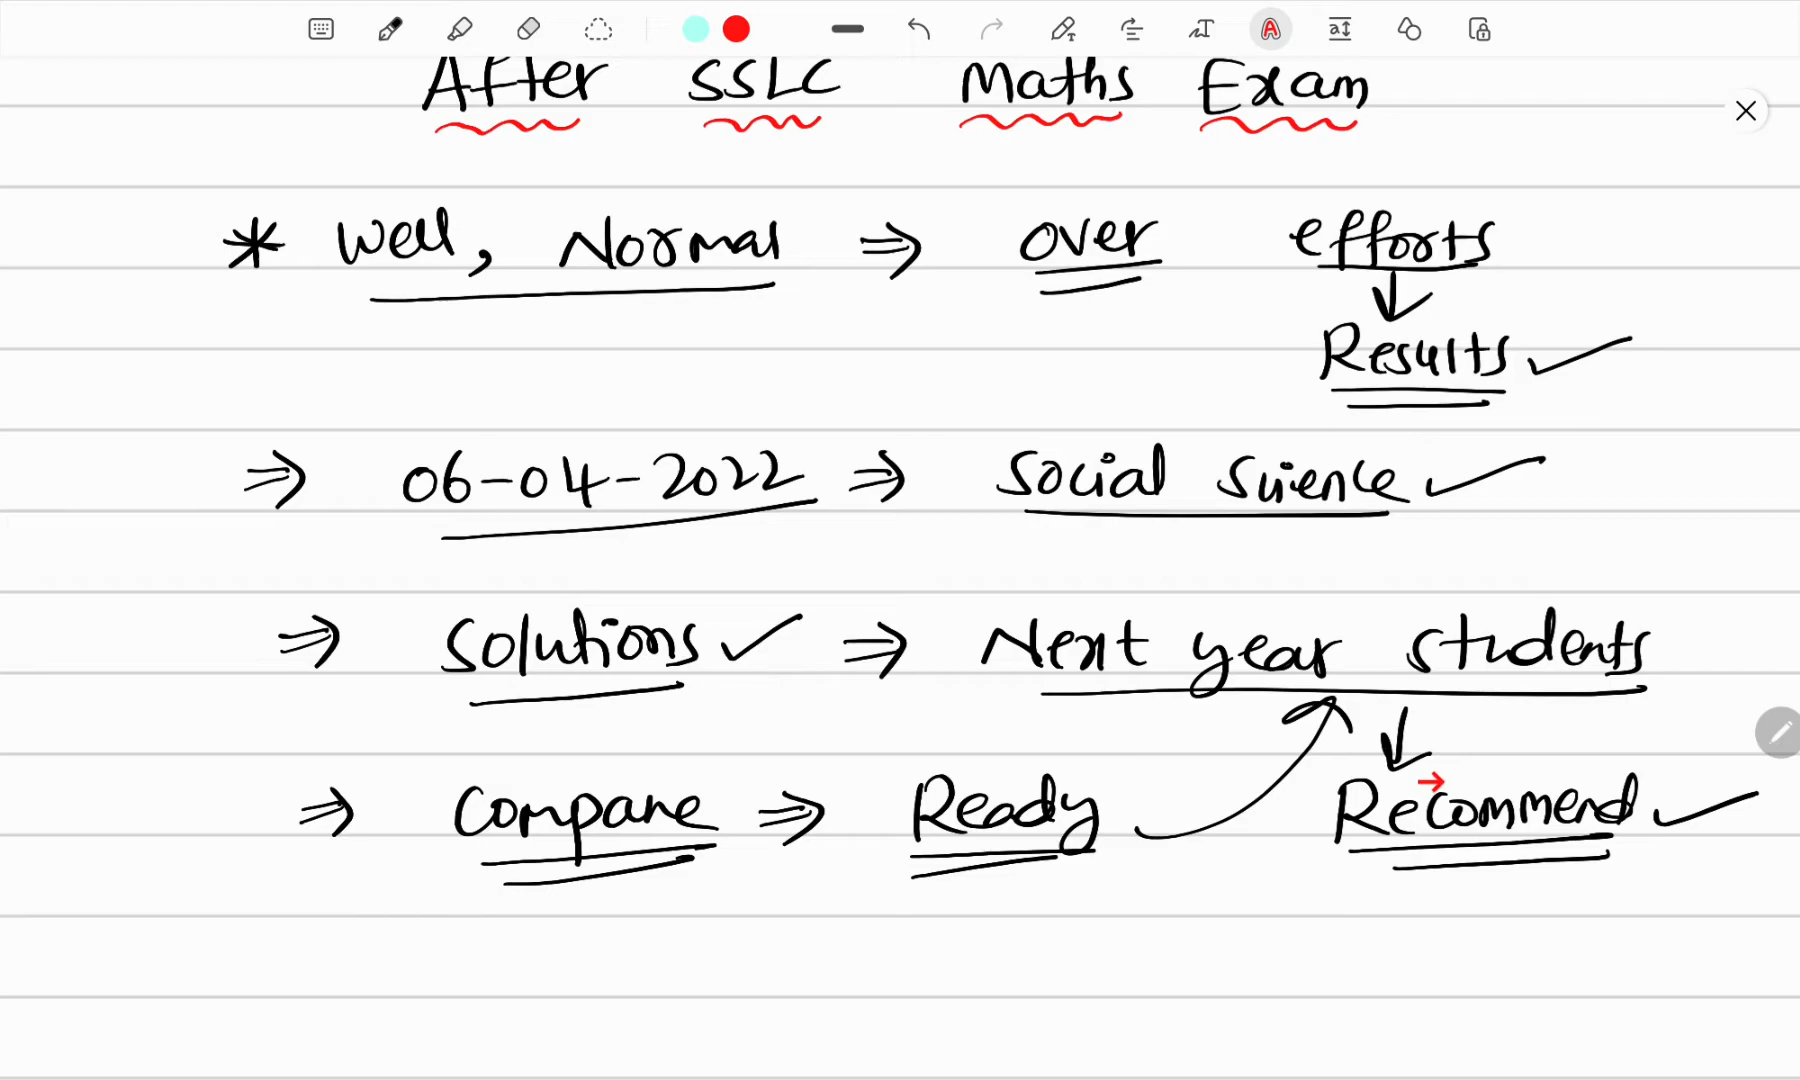 After SSLC Maths Exam
* Well, Normal ⇒ over efforts
↓
Results ✓
⇒ 06-04-2022 ⇒ Social Science ✓
⇒ Solutions ✓ ⇒ Next year students
↓
⇒ Compare ⇒ Ready Recommend ✓